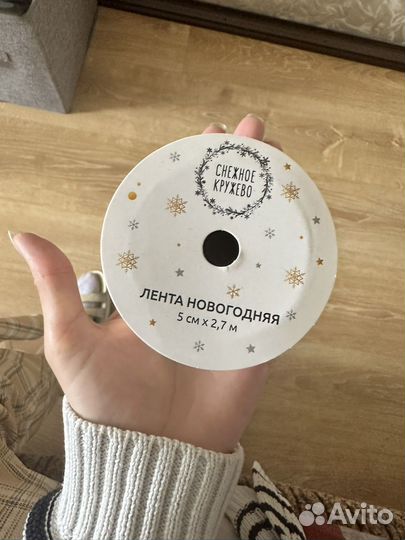 СНЕЖНОЕ
КРУЖЕВО
ЛЕНТА НОВОГОДНЯЯ
5 см x 2,7 м
Avito